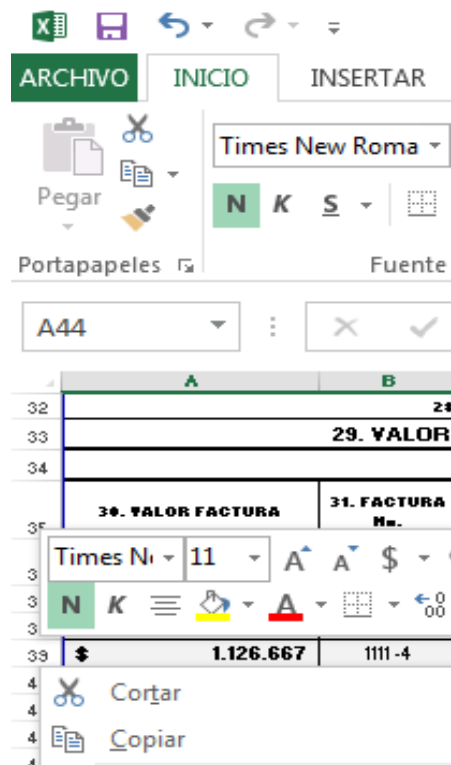 ARCHIVO INICIO INSERTAR
Times New Roma
Pegar
N K S
Portapapeles Fuente
A44
A B
32
33 29. VALOR
34
30. VALOR FACTURA 31. FACTURA
No.
35
Times N 11 A A $
N K A
39 $ 1.126.667 1111 -4
Cortar
Copiar